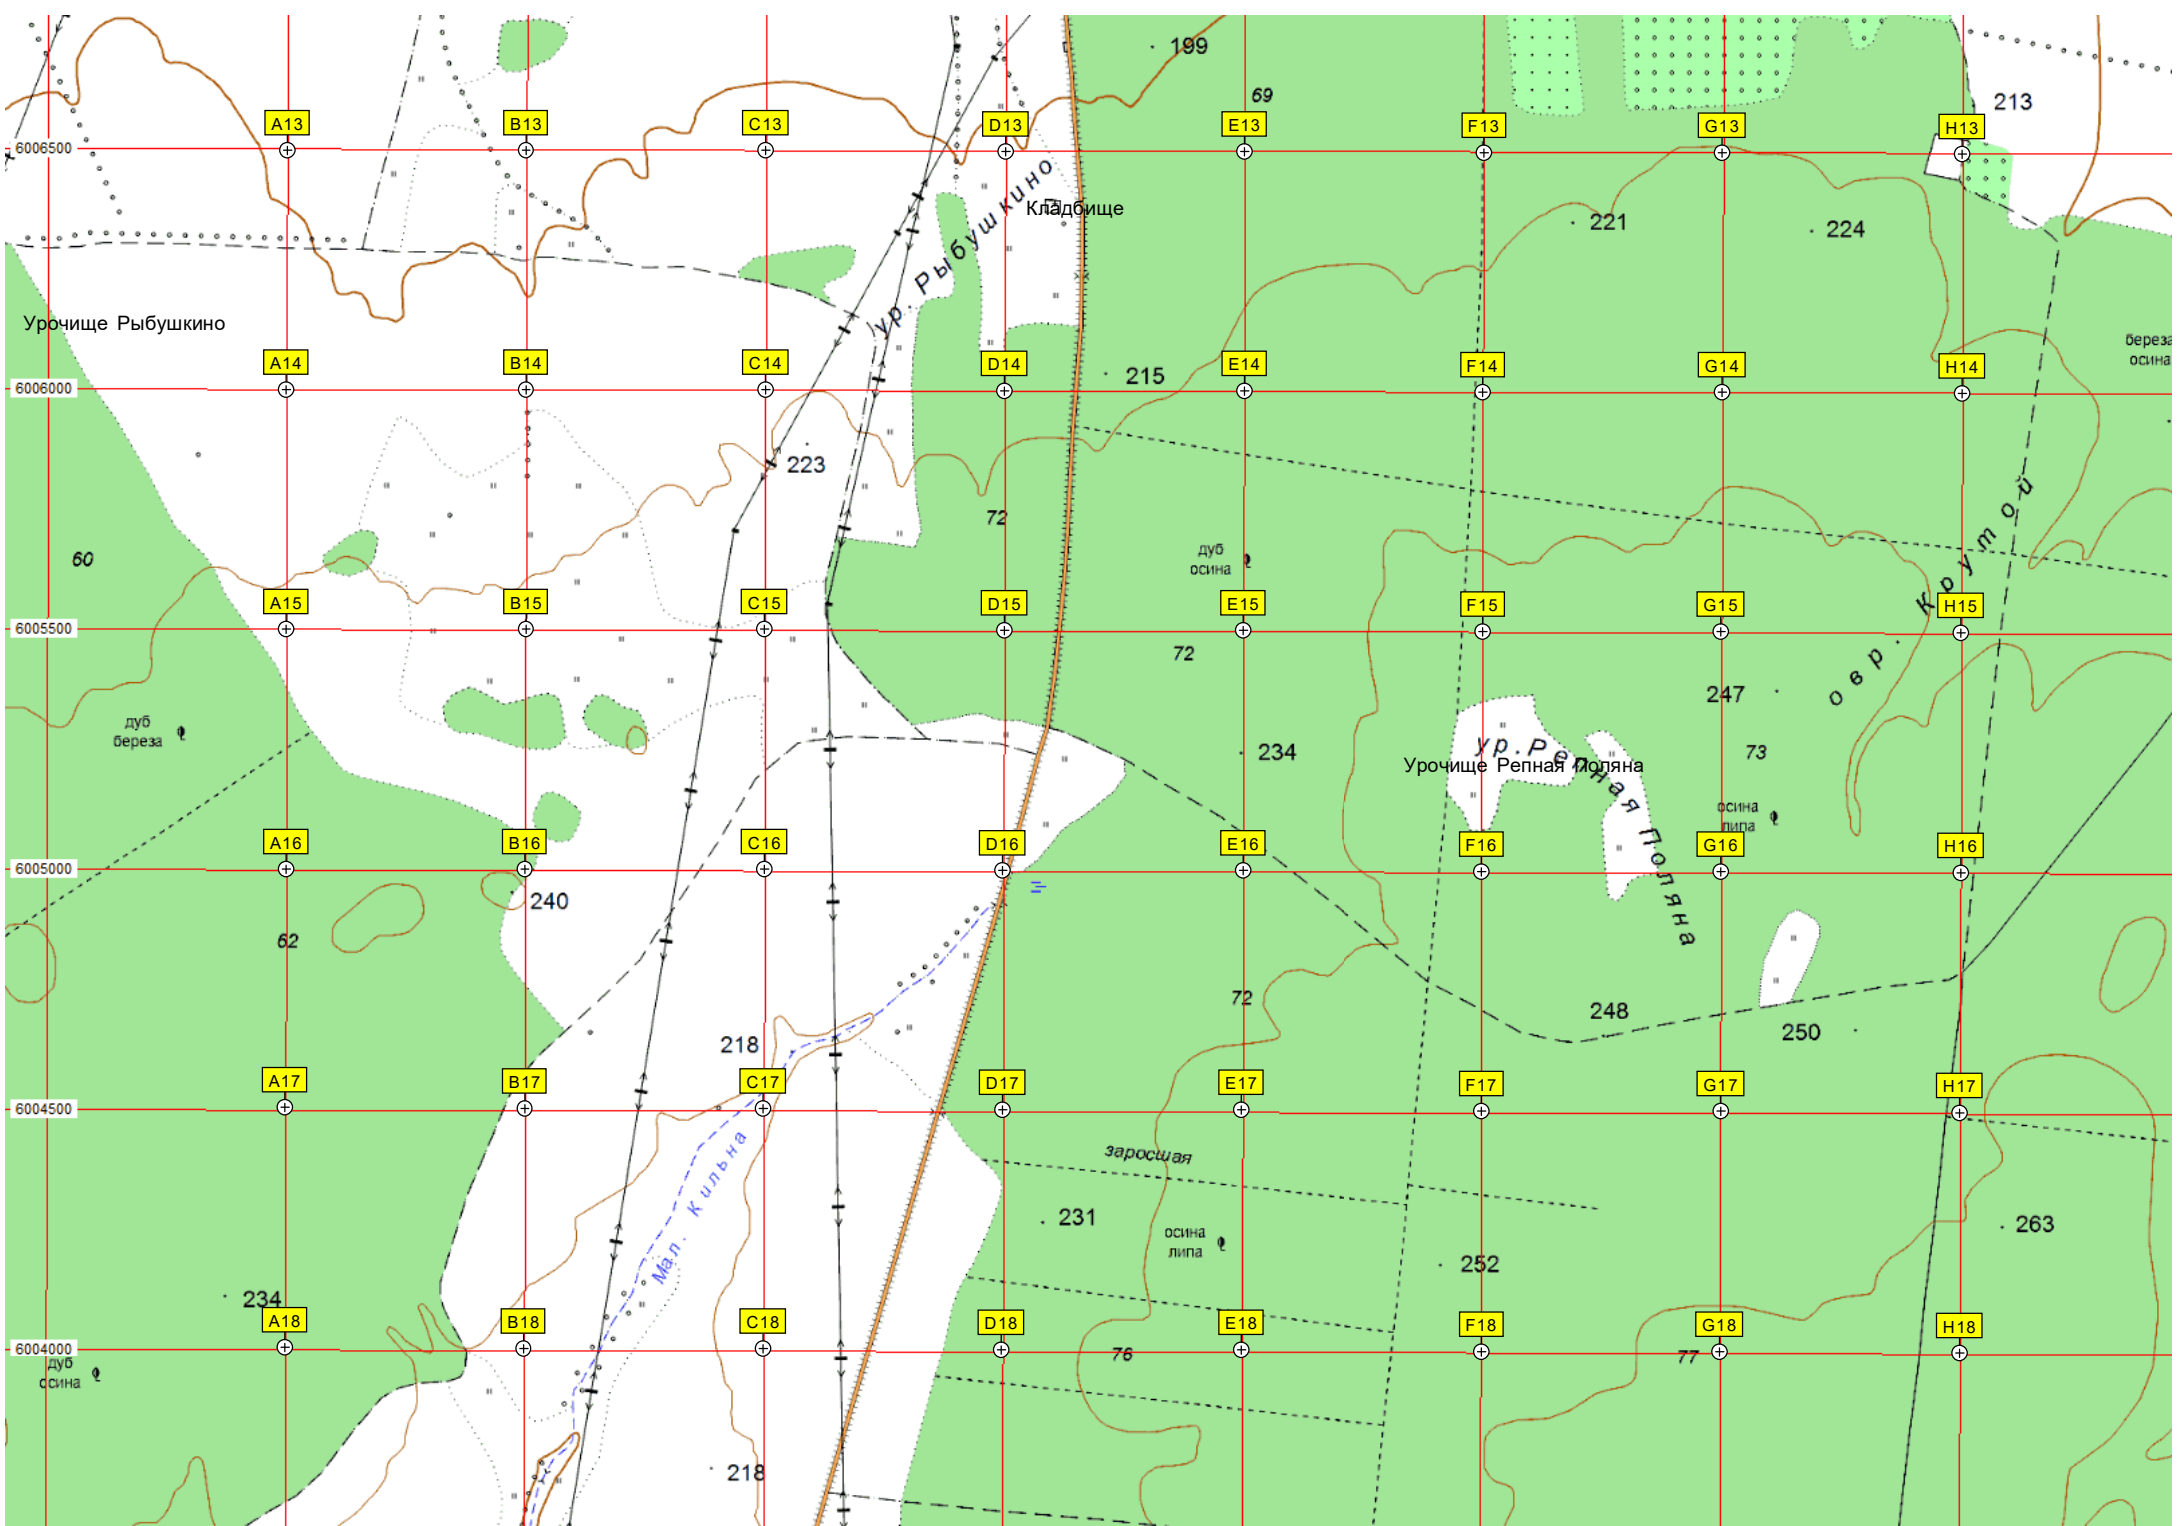 199
69
213
A13
B13
C13
D13
E13
F13
G13
H13
6006500
ур. Рыбушкино
Кладбище
221
224
Урочище Рыбушкино
береза
осина
A14
B14
C14
D14
E14
F14
G14
H14
6006000
215
223
72
60
дуб
осина
овр. Крутой
A15
B15
C15
D15
E15
F15
G15
H15
6005500
72
247
дуб
береза
234
ур. Репная Поляна
Урочище Репная Поляна
73
осина
липа
A16
B16
C16
D16
E16
F16
G16
H16
6005000
240
62
72
248
250
218
A17
B17
C17
D17
E17
F17
G17
H17
6004500
Мал. Кильна
заросшая
231
осина
липа
252
263
234
A18
B18
C18
D18
E18
F18
G18
H18
6004000
дуб
осина
76
77
218